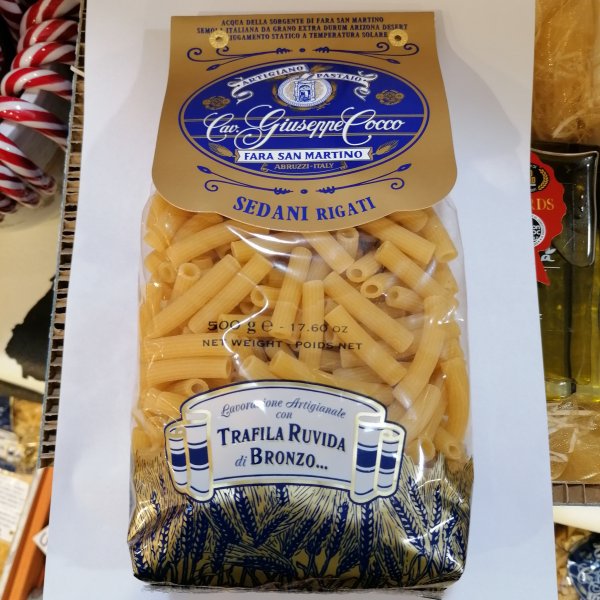 ACQUA DELLA SORGENTE DI FARA SAN MARTINO
ITALIANA DA GRANO EXTRA DURUM ARIZONA DESERT
STATICO A TEMPERATURA SOLARE
ARTIGIANO PASTAIO
Cav. Giuseppe Cocco
FARA SAN MARTINO
ABRUZZI-ITALY
SEDANI RIGATI
500 g e - 17.60 OZ
NET WEIGHT - POIDS NET
Lavorazione Artigianale
con
TRAFILA RUVIDA
di BRONZO...